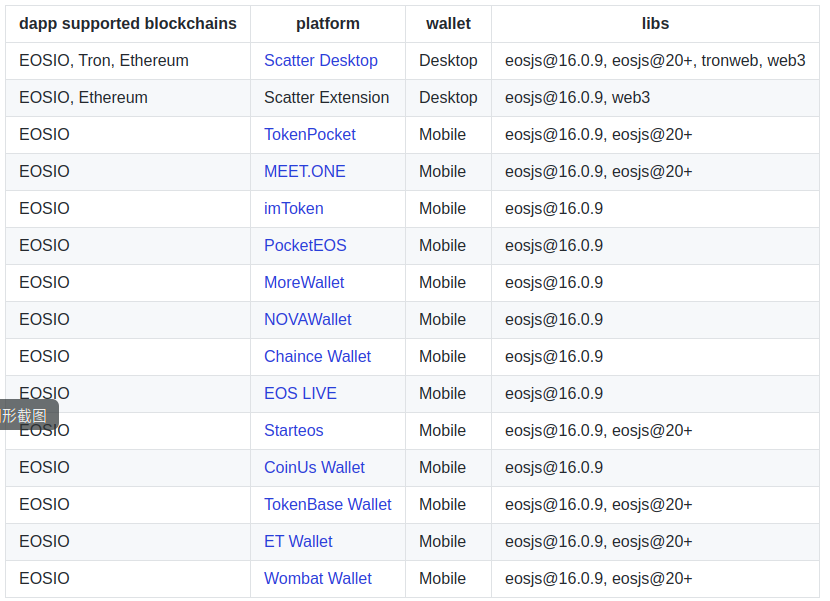 dapp supported blockchains platform wallet libs
EOSIO, Tron, Ethereum Scatter Desktop Desktop eosjs@16.0.9, eosjs@20+, tronweb, web3
EOSIO, Ethereum Scatter Extension Desktop eosjs@16.0.9, web3
EOSIO TokenPocket Mobile eosjs@16.0.9, eosjs@20+
EOSIO MEET.ONE Mobile eosjs@16.0.9, eosjs@20+
EOSIO imToken Mobile eosjs@16.0.9
EOSIO PocketEOS Mobile eosjs@16.0.9
EOSIO MoreWallet Mobile eosjs@16.0.9
EOSIO NOVAWallet Mobile eosjs@16.0.9
EOSIO Chaince Wallet Mobile eosjs@16.0.9
EOSIO EOS LIVE Mobile eosjs@16.0.9
形截图
EOSIO Starteos Mobile eosjs@16.0.9, eosjs@20+
EOSIO CoinUs Wallet Mobile eosjs@16.0.9
EOSIO TokenBase Wallet Mobile eosjs@16.0.9, eosjs@20+
EOSIO ET Wallet Mobile eosjs@16.0.9, eosjs@20+
EOSIO Wombat Wallet Mobile eosjs@16.0.9, eosjs@20+